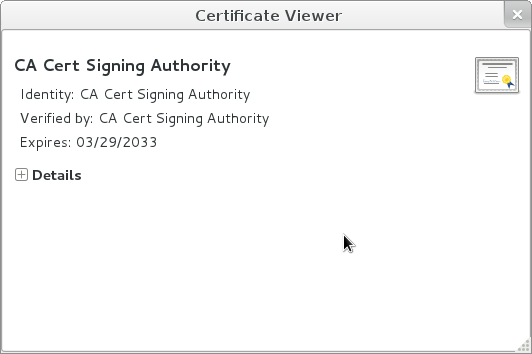 Certificate Viewer
CA Cert Signing Authority
Identity: CA Cert Signing Authority
Verified by: CA Cert Signing Authority
Expires: 03/29/2033
Details